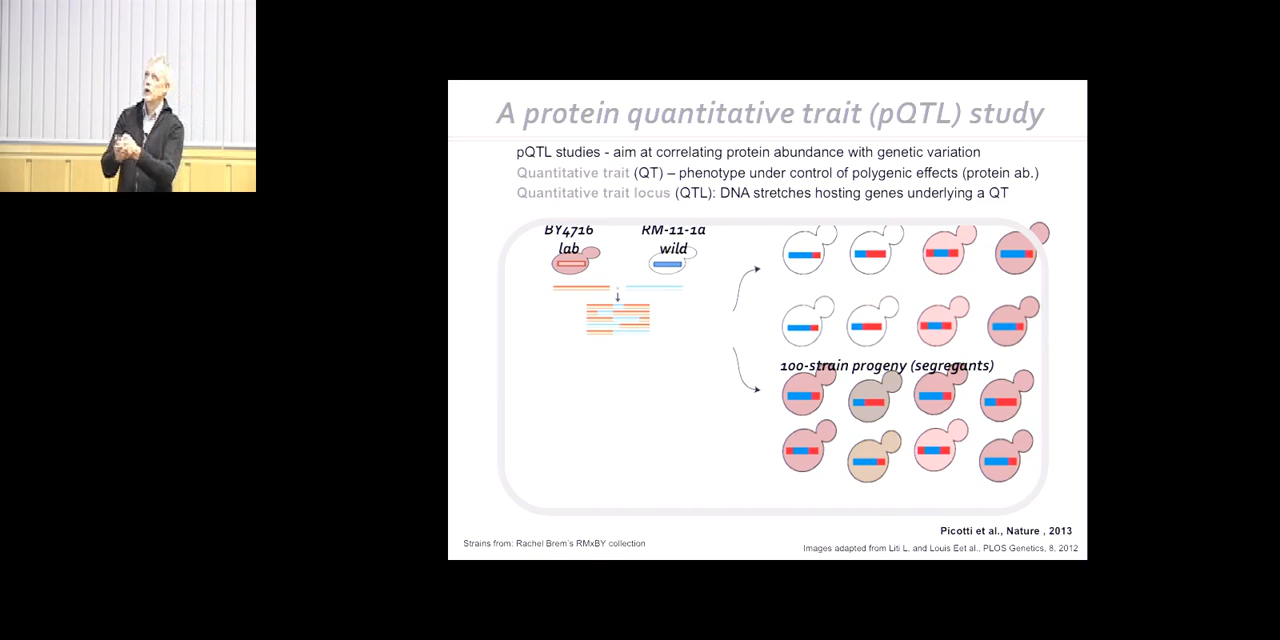 A protein quantitative trait (pQTL) study
pQTL studies - aim at correlating protein abundance with genetic variation
Quantitative trait (QT) – phenotype under control of polygenic effects (protein ab.)
Quantitative trait locus (QTL): DNA stretches hosting genes underlying a QT
BY4716 RM-11-1a
lab wild
x
100-strain progeny (segregants)
Picotti et al., Nature , 2013
Strains from: Rachel Brem's RMxBY collection
Images adapted from Liti L, and Louis Eet al., PLOS Genetics, 8, 2012